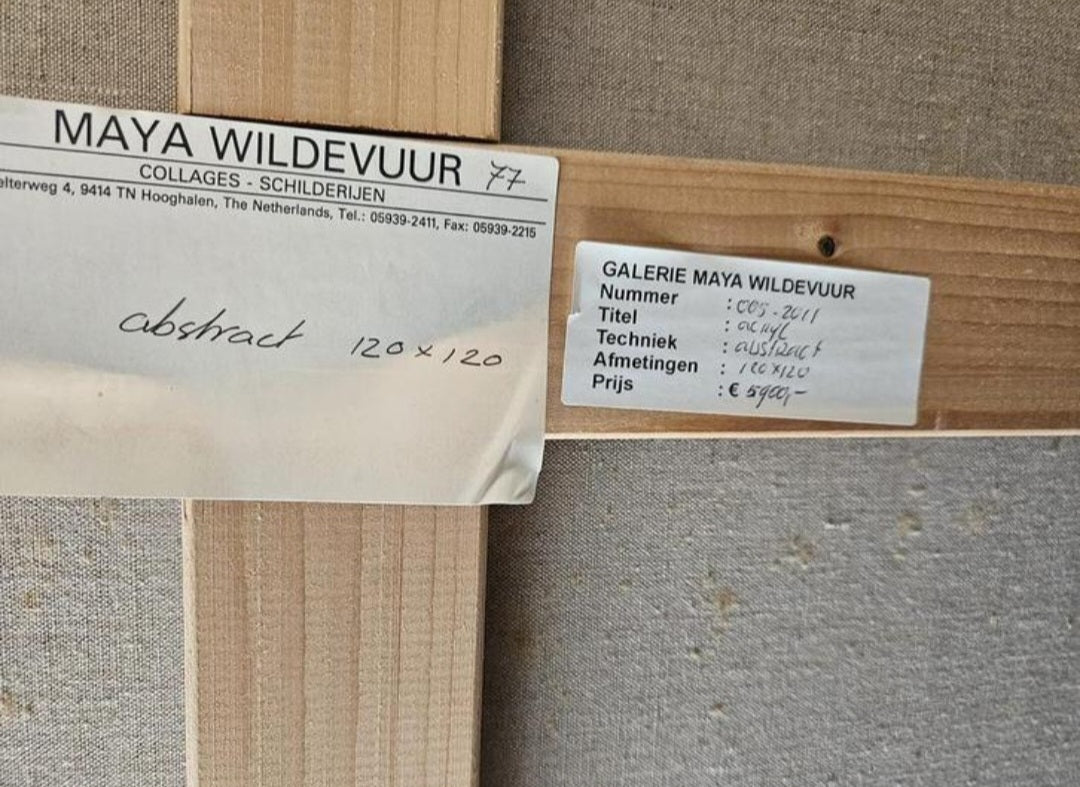 MAYA WILDEVUUR 77
COLLAGES - SCHILDERIJEN
elterweg 4, 9414 TN Hooghalen, The Netherlands, Tel.: 05939-2411, Fax: 05939-2215
abstract 120 x 120
GALERIE MAYA WILDEVUUR
Nummer : 005-2011
Titel : acryl
Techniek : abstract
Afmetingen : 120x120
Prijs : € 5900,-